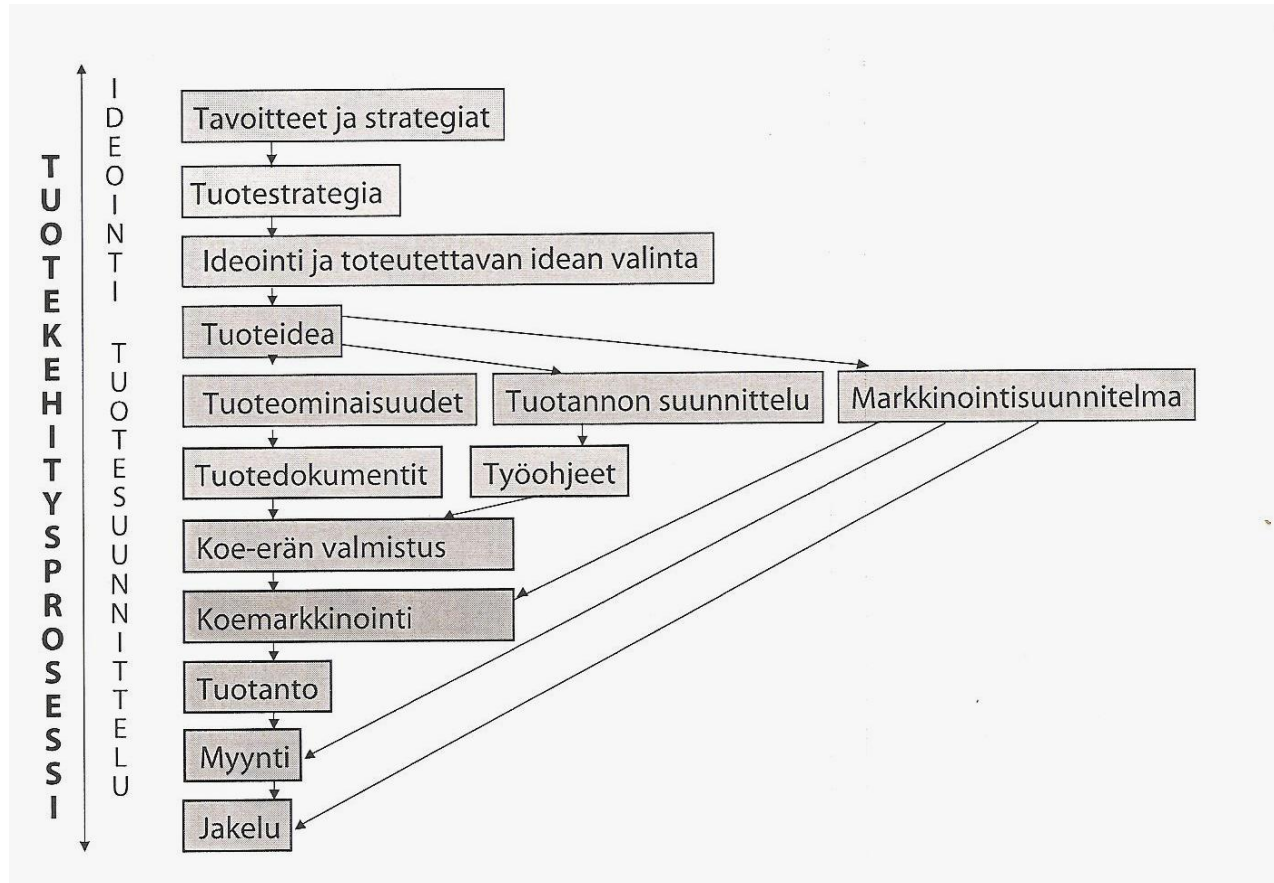 TUOTEKEHITYSPROSESSI
IDEOINTI TUOTESUUNNITTELU
Tavoitteet ja strategiat
Tuotestrategia
Ideointi ja toteutettavan idean valinta
Tuoteidea
Tuoteominaisuudet
Tuotannon suunnittelu
Markkinointisuunnitelma
Tuotedokumentit
Työohjeet
Koe-erän valmistus
Koemarkkinointi
Tuotanto
Myynti
Jakelu